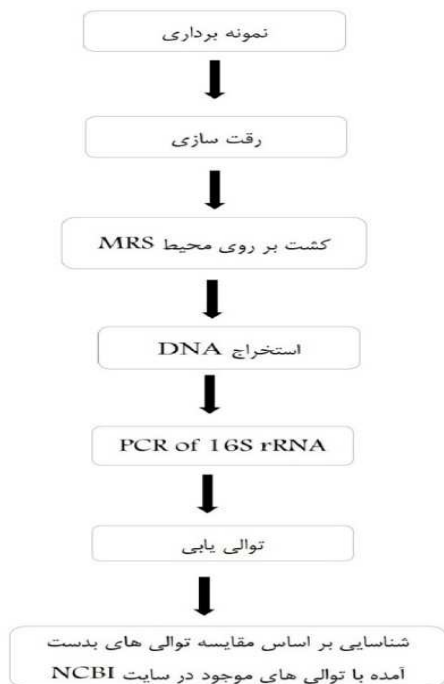 نمونه برداری
رقت سازی
کشت بر روی محیط MRS
استخراج DNA
PCR of 16S rRNA
توالی یابی
شناسایی بر اساس مقایسه توالی های بدست
آمده با توالی های موجود در سایت NCBI